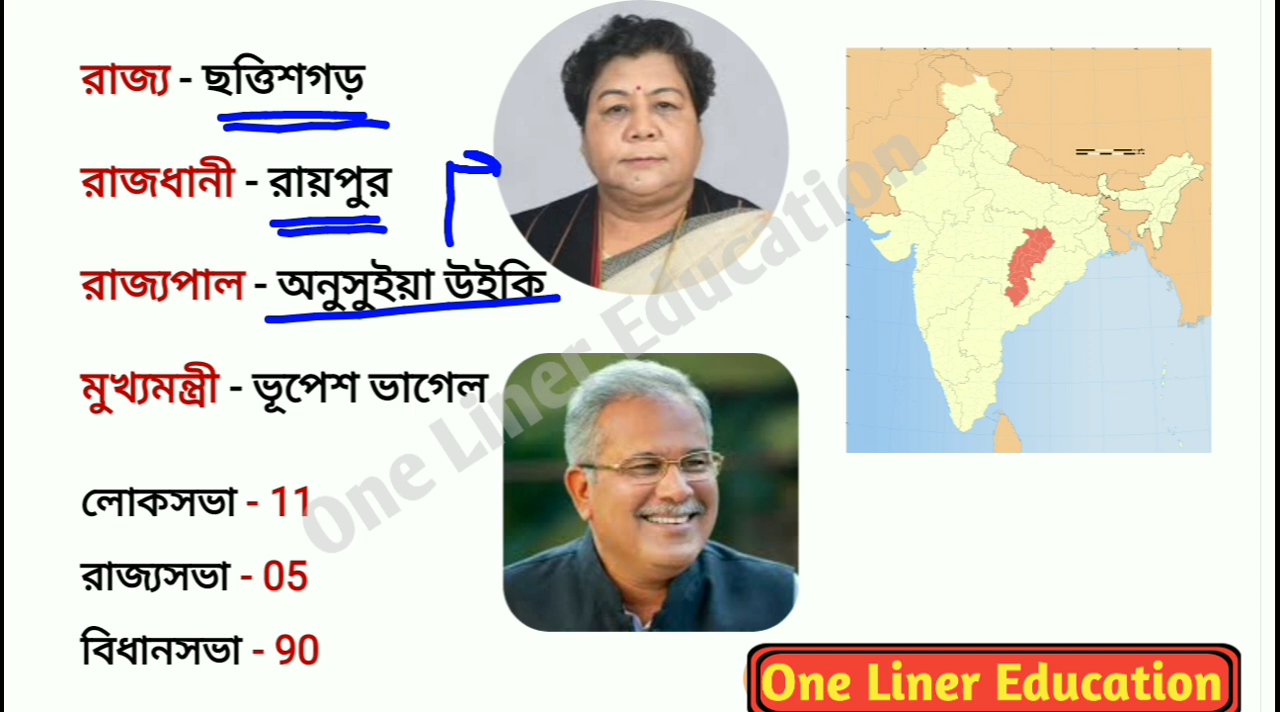 রাজ্য - ছত্তিশগড়
রাজধানী - রায়পুর
রাজ্যপাল - অনুসুইয়া উইকি
মুখ্যমন্ত্রী - ভূপেশ ভাগেল
লোকসভা - 11
রাজ্যসভা - 05
বিধানসভা - 90
One Liner Education
One Liner Education